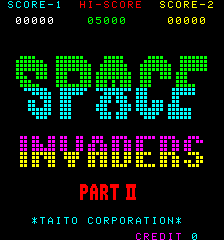 SCORE-1 HI-SCORE SCORE-2
00000 05000 00000
SPACE
INVADERS
PART II
*TAITO CORPORATION*
CREDIT 0